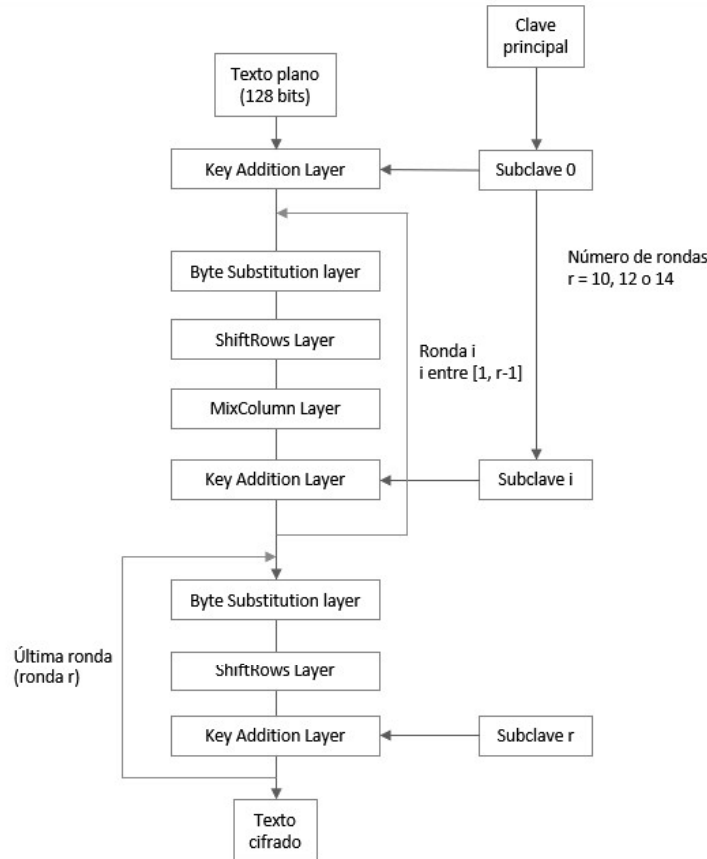 Clave
principal
Texto plano
(128 bits)
Key Addition Layer
Subclave 0
Número de rondas
r = 10, 12 o 14
Byte Substitution layer
ShiftRows Layer
Ronda i
i entre [1, r-1]
MixColumn Layer
Key Addition Layer
Subclave i
Byte Substitution layer
Última ronda
(ronda r)
ShiftRows Layer
Key Addition Layer
Subclave r
Texto
cifrado